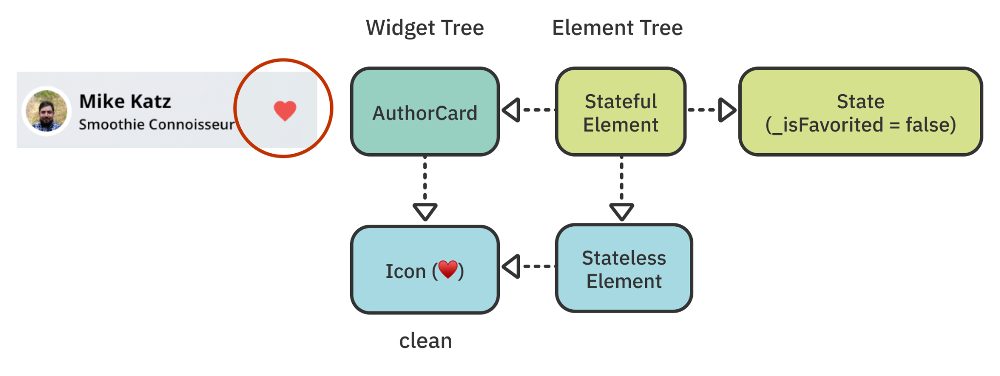 Widget Tree
Element Tree
Mike Katz
Smoothie Connoisseur
AuthorCard
Stateful
Element
State
(_isFavorited = false)
Icon (♥)
Stateless
Element
clean